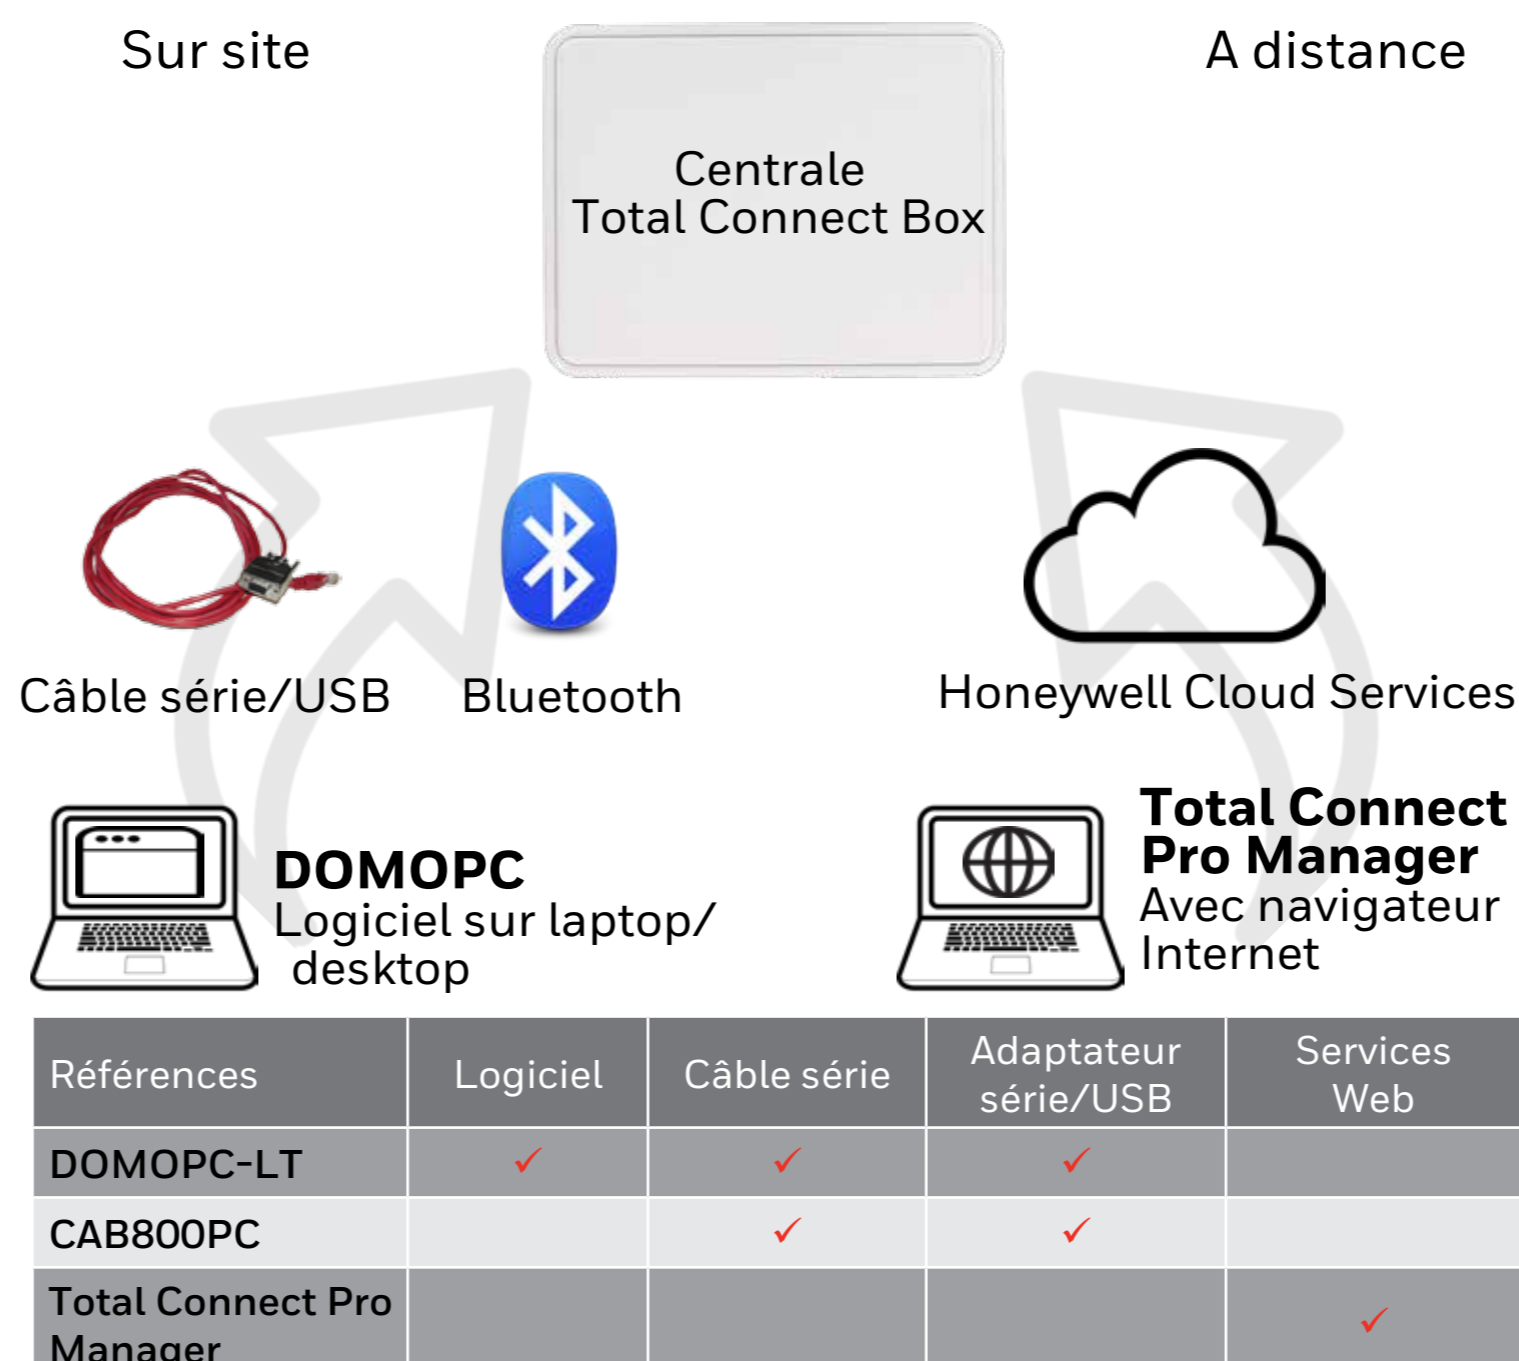 Sur site
A distance
Centrale
Total Connect Box
Câble série/USB
Bluetooth
Honeywell Cloud Services
DOMOPC
Logiciel sur laptop/
desktop
Total Connect
Pro Manager
Avec navigateur
Internet
Références Logiciel Câble série Adaptateur série/USB Services Web
DOMOPC-LT ✓ ✓ ✓
CAB800PC ✓ ✓
Total Connect Pro
Manager ✓